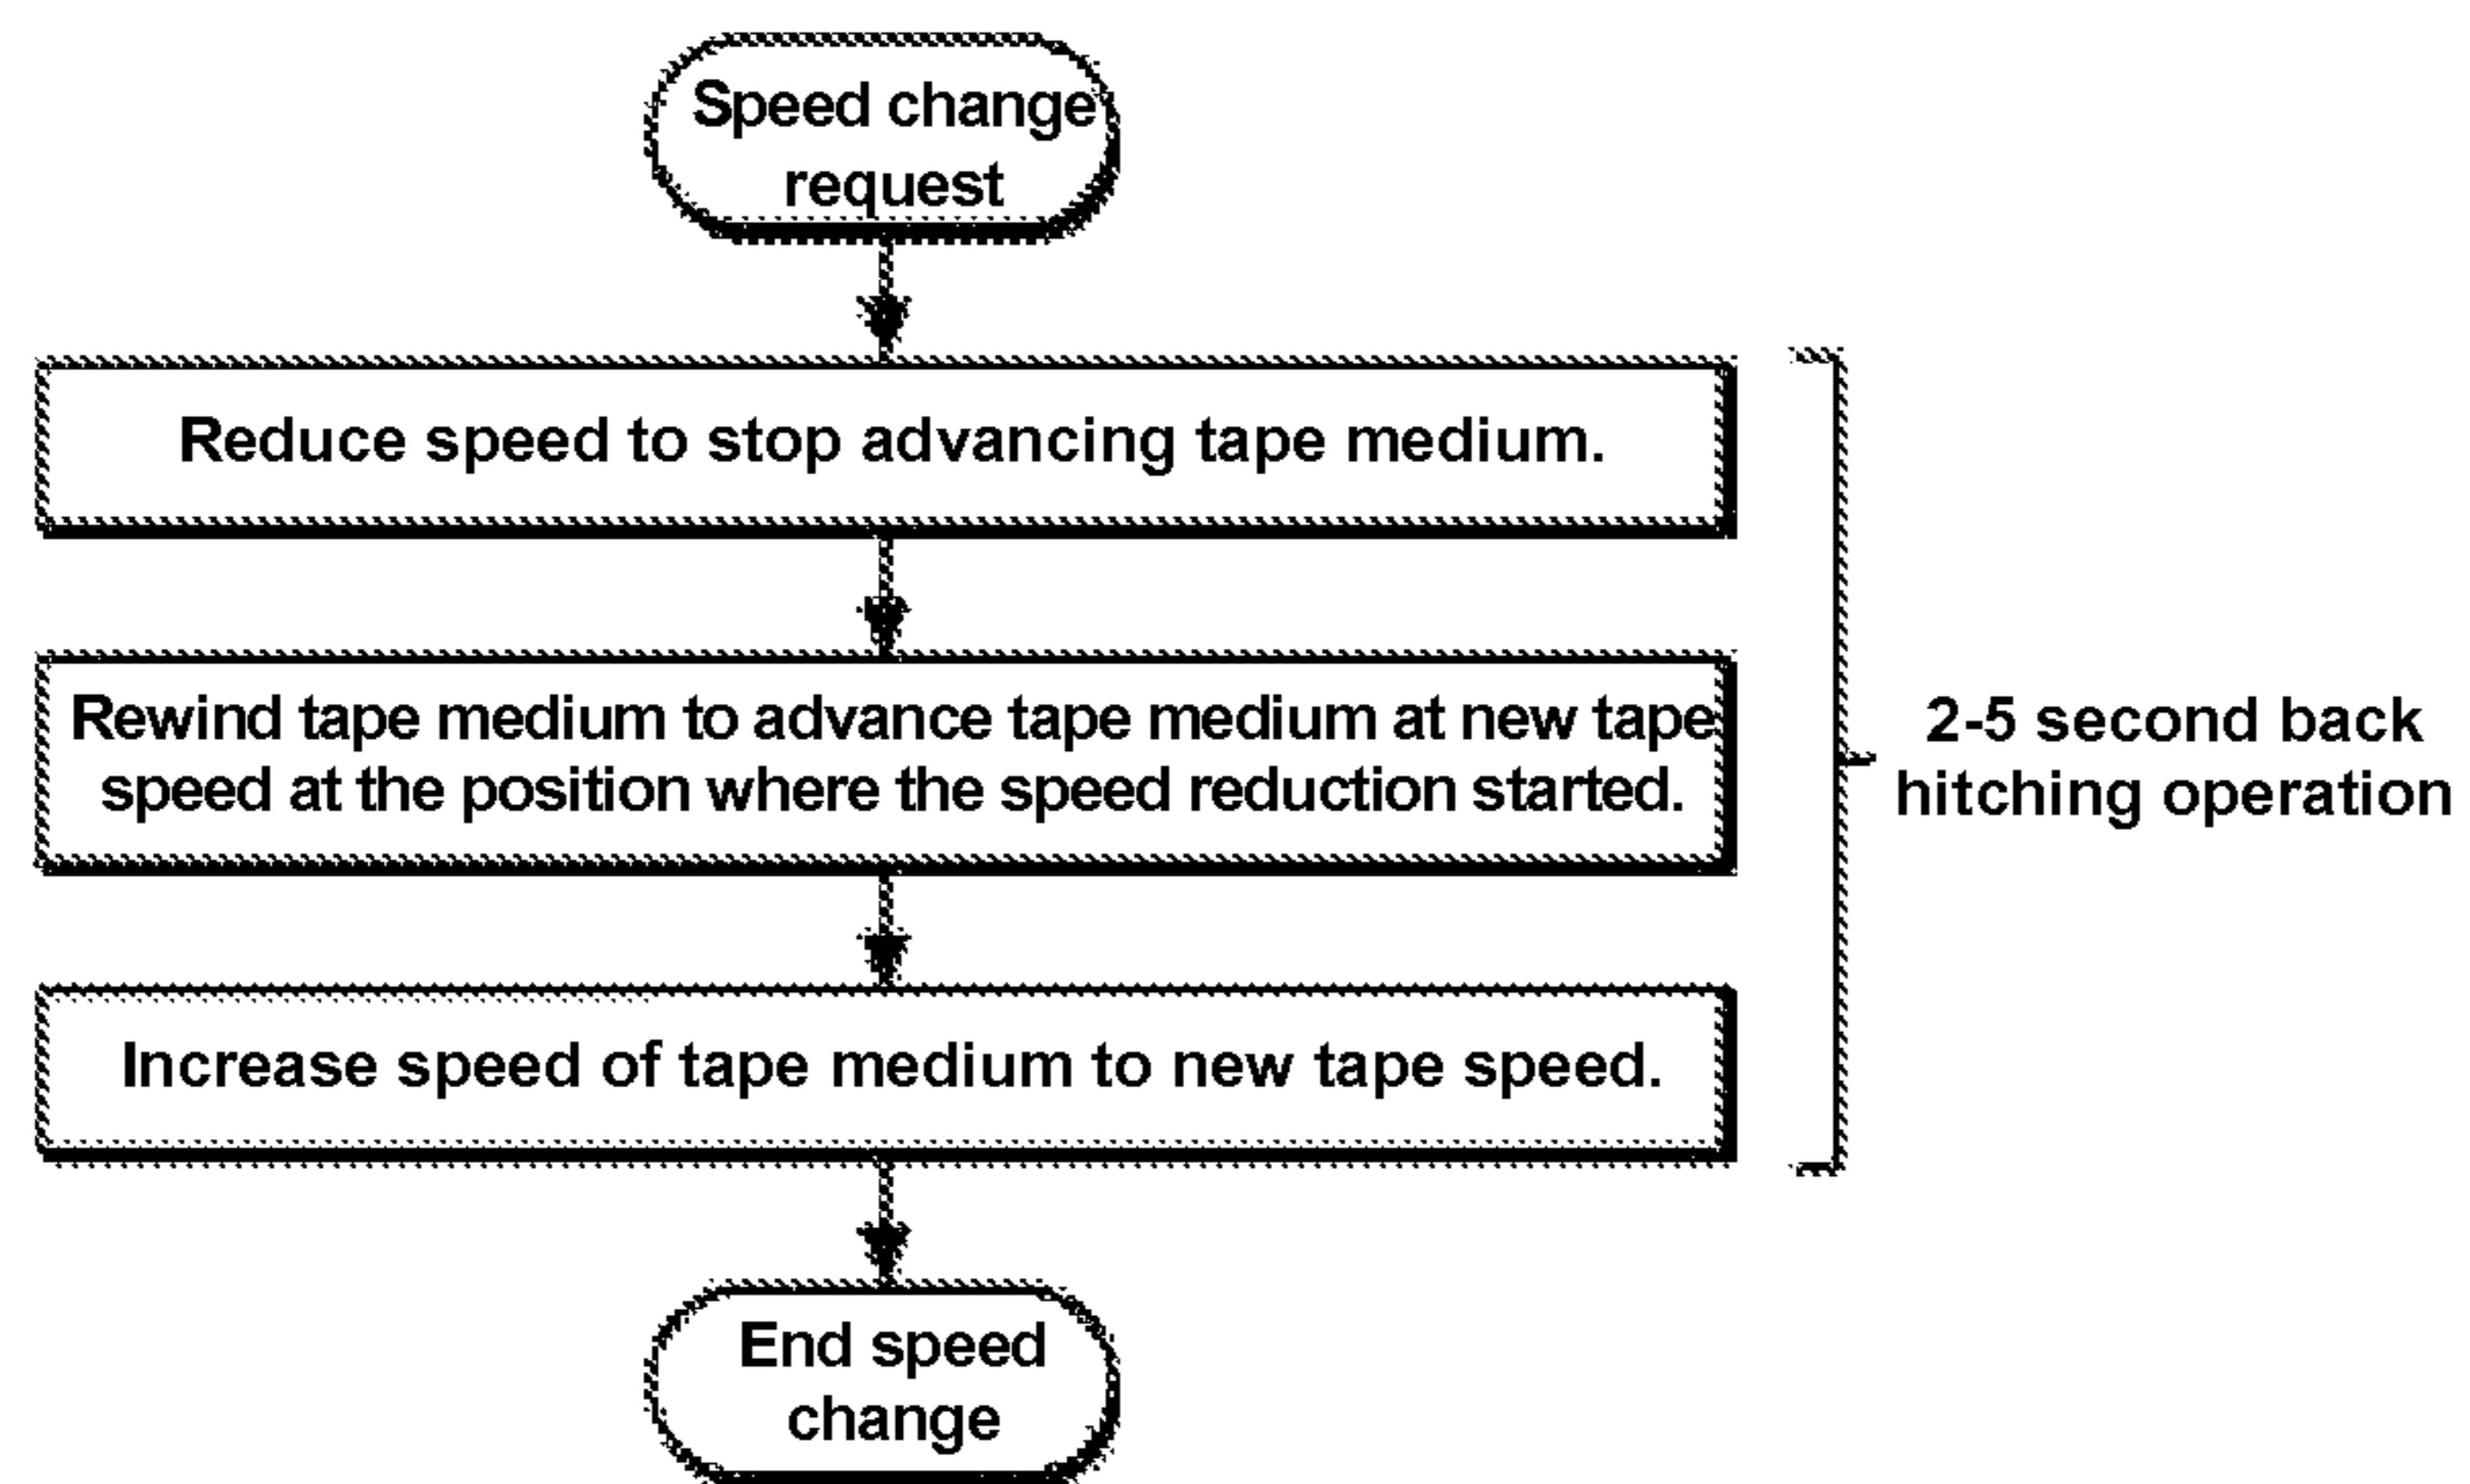 Speed change
request
Reduce speed to stop advancing tape medium.
Rewind tape medium to advance tape medium at new tape
speed at the position where the speed reduction started.
2-5 second back
hitching operation
Increase speed of tape medium to new tape speed.
End speed
change